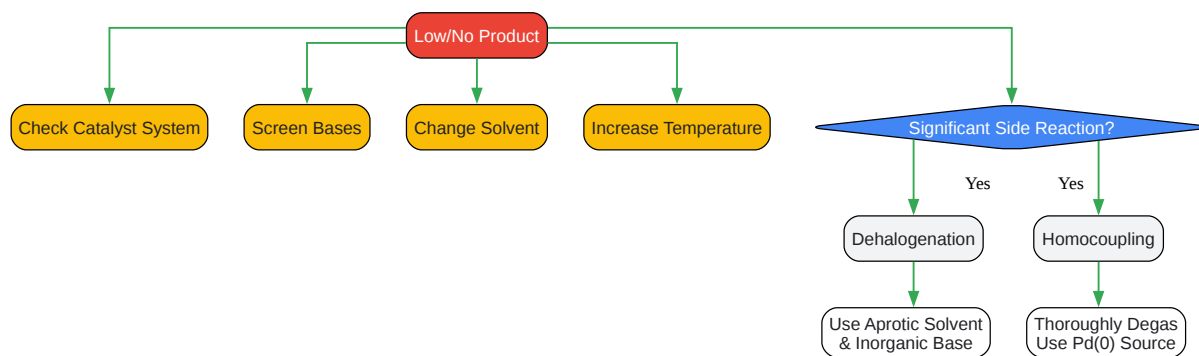 Low/No Product
Check Catalyst System
Screen Bases
Change Solvent
Increase Temperature
Significant Side Reaction?
Yes
Yes
Dehalogenation
Homocoupling
Use Aprotic Solvent
& Inorganic Base
Thoroughly Degas
Use Pd(0) Source